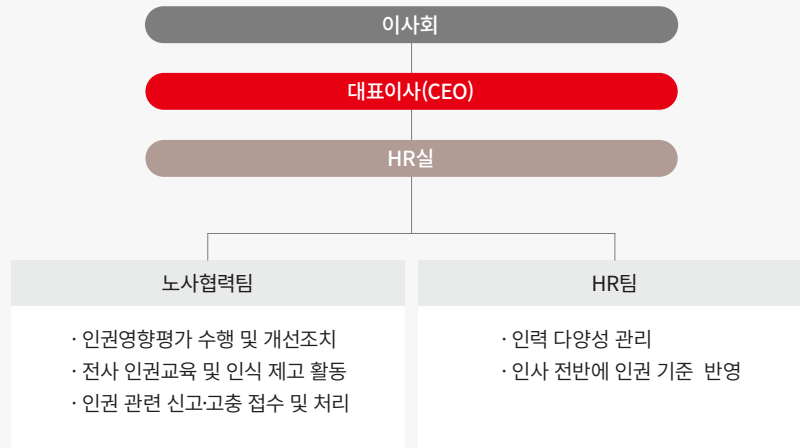 이사회
대표이사(CEO)
HR실
노사협력팀
· 인권영향평가 수행 및 개선조치
· 전사 인권교육 및 인식 제고 활동
· 인권 관련 신고·고충 접수 및 처리
HR팀
· 인력 다양성 관리
· 인사 전반에 인권 기준 반영